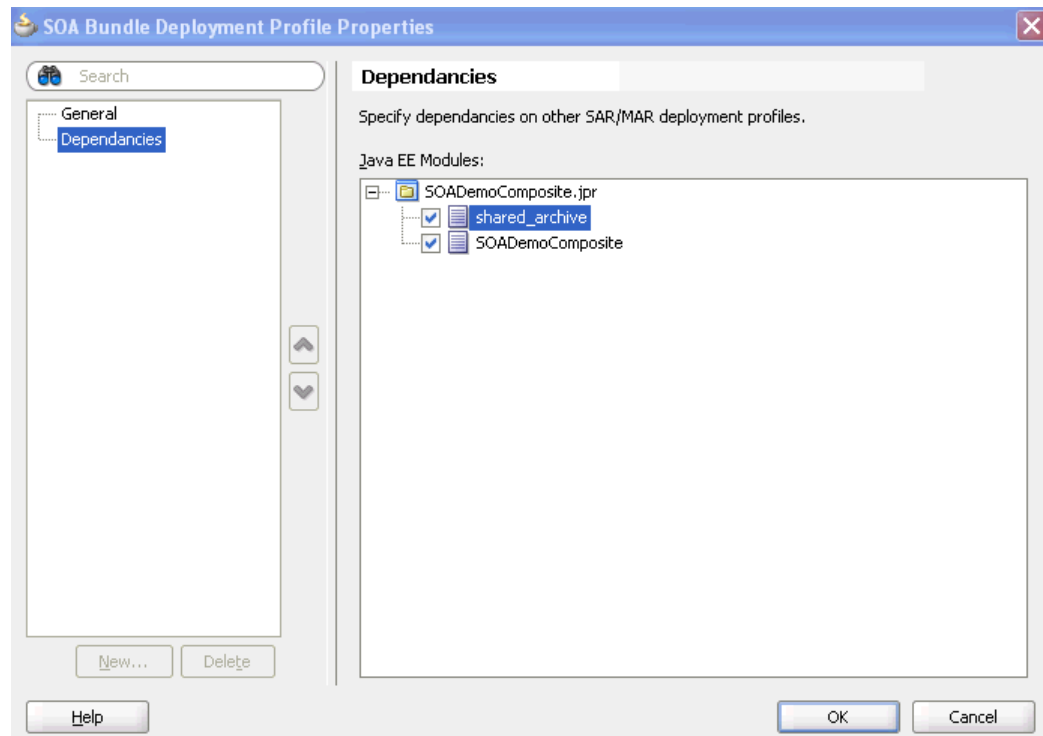 SOA Bundle Deployment Profile Properties
Search
General
Dependancies
New...
Delete
Dependancies
Specify dependancies on other SAR/MAR deployment profiles.
Java EE Modules:
SOADemoComposite.jpr
shared_archive
SOADemoComposite
Help
OK
Cancel